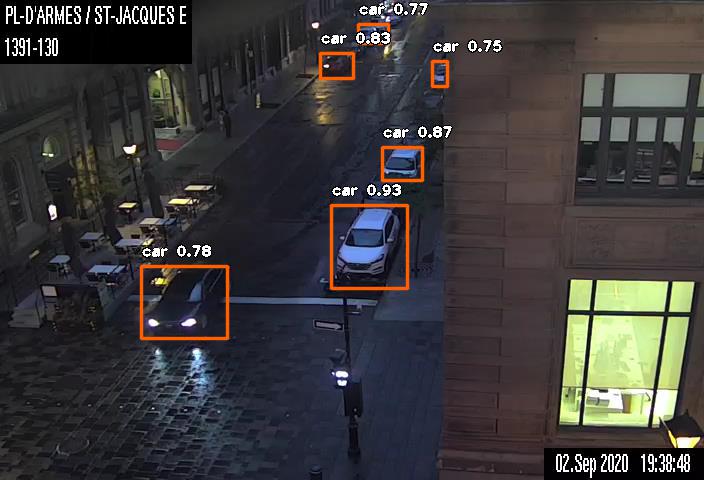 PL-D'ARMES / ST-JACQUES E
1391-130
car 0.77
car 0.83
car 0.75
car 0.87
car 0.93
car 0.78
02.Sep 2020 19:38:48